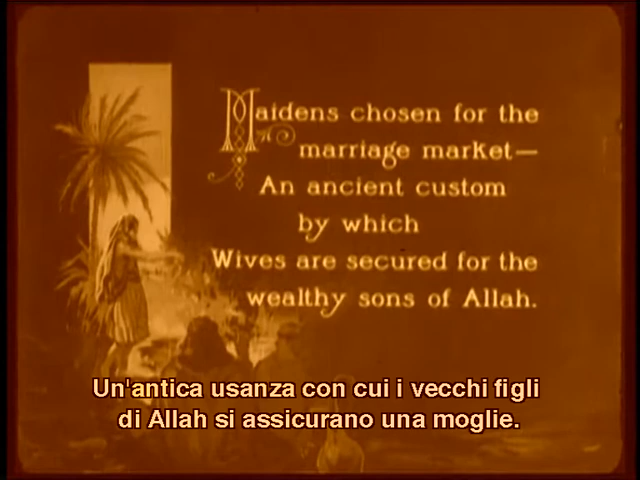 Maidens chosen for the
marriage market—
An ancient custom
by which
Wives are secured for the
wealthy sons of Allah.
Un'antica usanza con cui i vecchi figli
di Allah si assicurano una moglie.